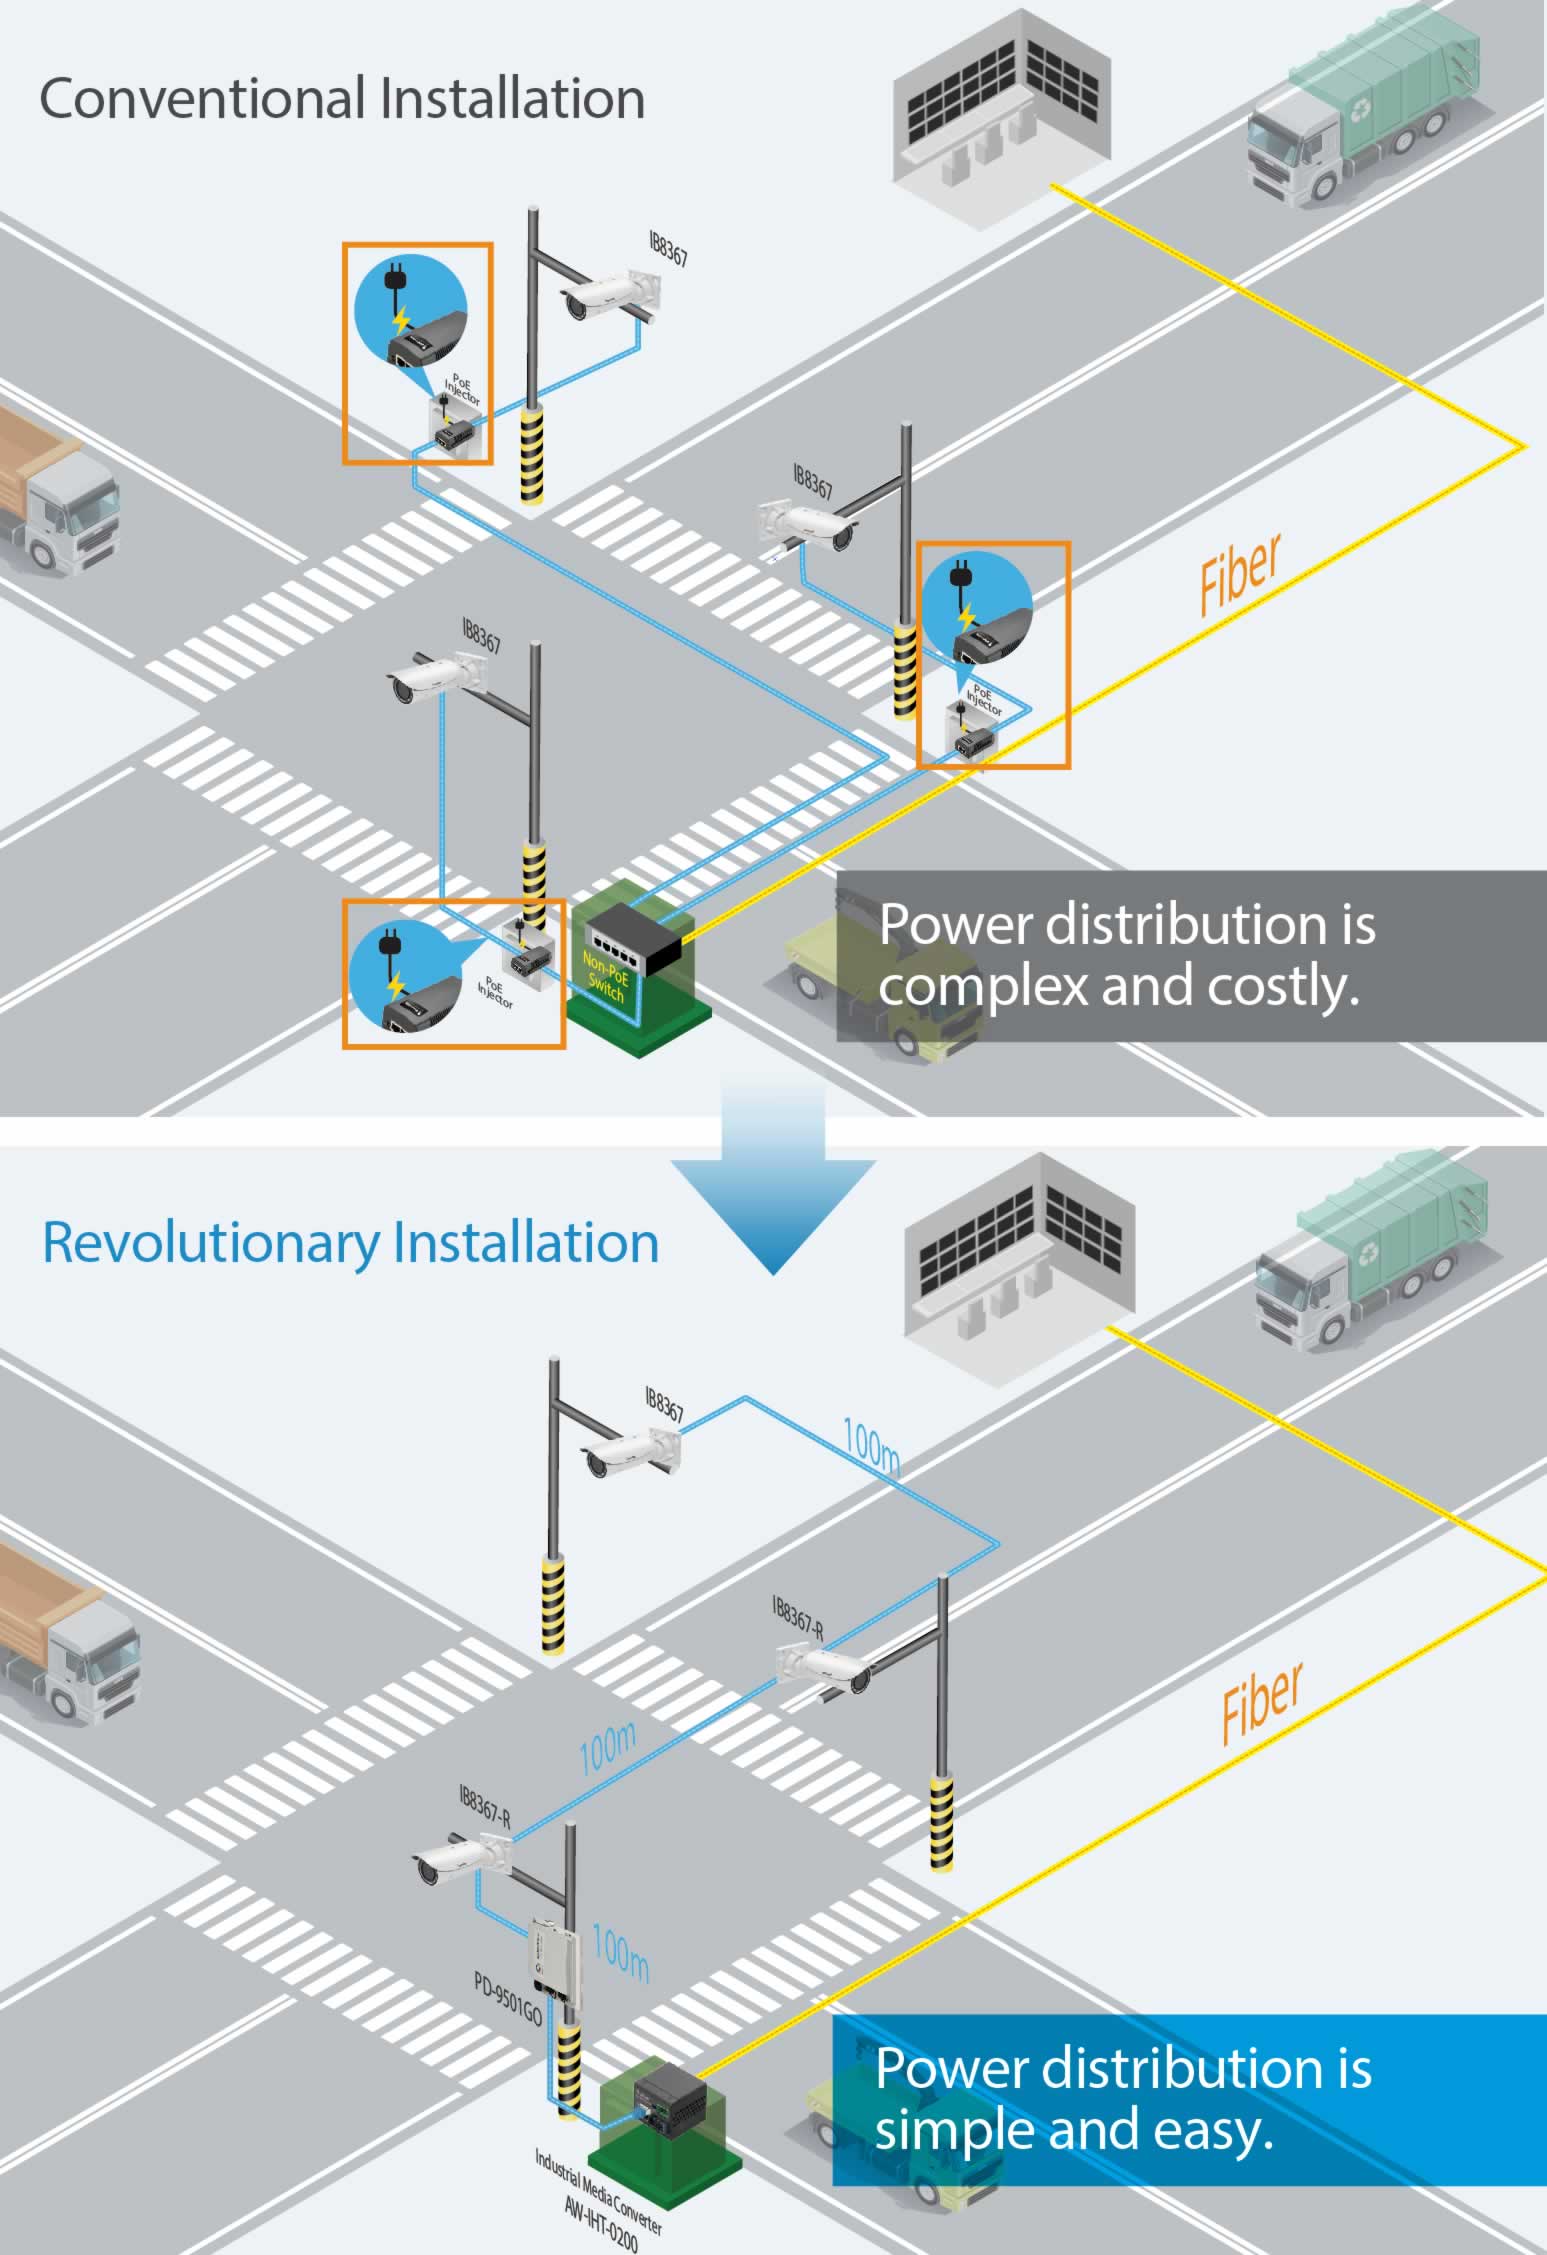 Conventional Installation
IB8367
PoE
Injector
IB8367
PoE
Injector
Fiber
IB8367
PoE
Injector
Non-PoE
Switch
Power distribution is
complex and costly.
Revolutionary Installation
IB8367
100m
IB8367-R
100m
Fiber
IB8367-R
100m
PD-9501GO
Power distribution is
simple and easy.
Industrial Media Converter
AW-IHT-0200